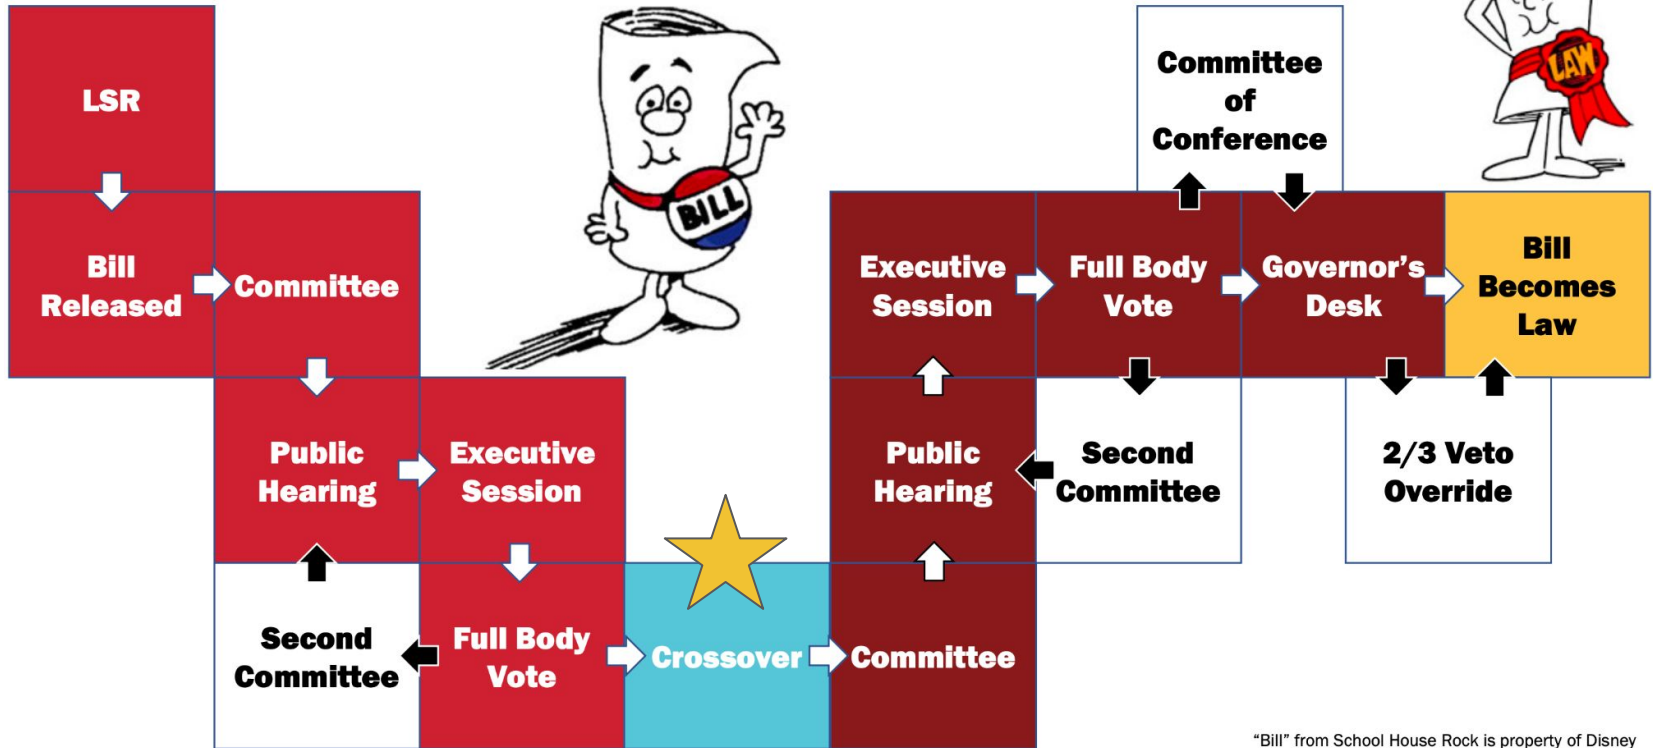 LSR
Bill
Released
Committee
Public
Hearing
Executive
Session
Second
Committee
Full Body
Vote
Crossover
Committee
Public
Hearing
Executive
Session
Full Body
Vote
Second
Committee
Committee
of
Conference
Governor's
Desk
2/3 Veto
Override
Bill
Becomes
Law
BILL
LAW
"Bill" from School House Rock is property of Disney